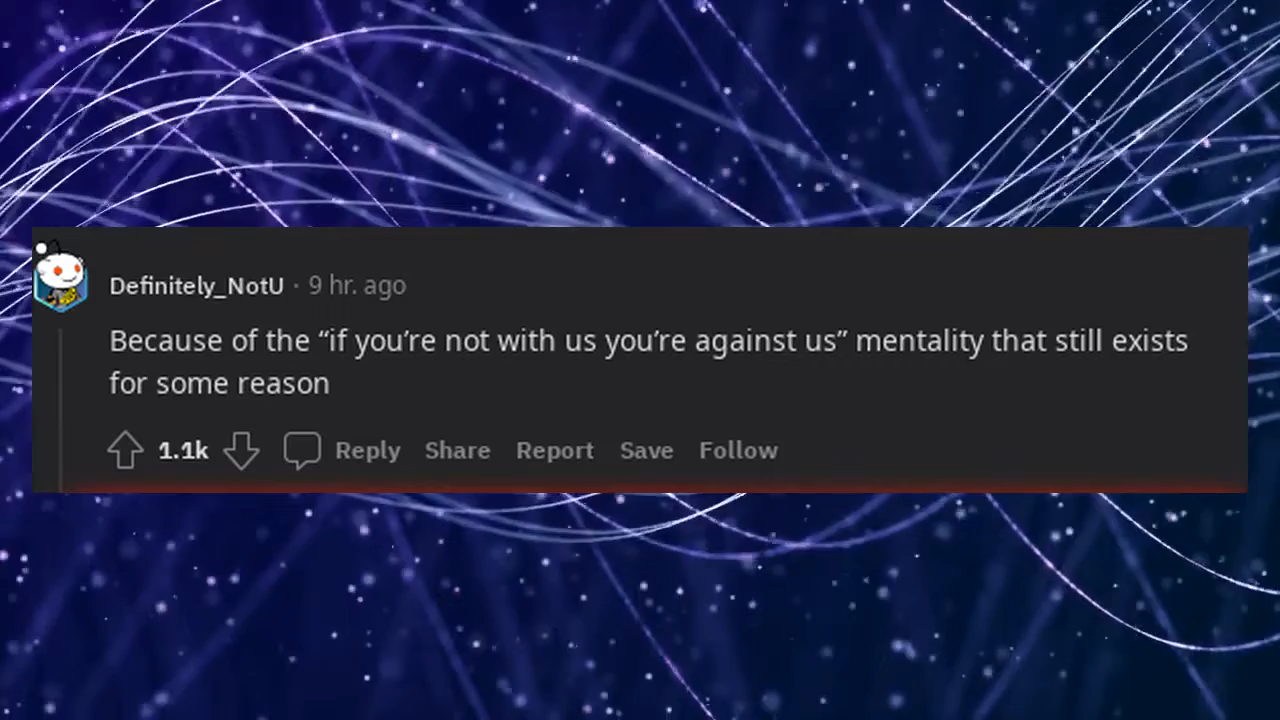 Definitely_NotU · 9 hr. ago
Because of the “if you’re not with us you’re against us” mentality that still exists
for some reason
1.1k Reply Share Report Save Follow